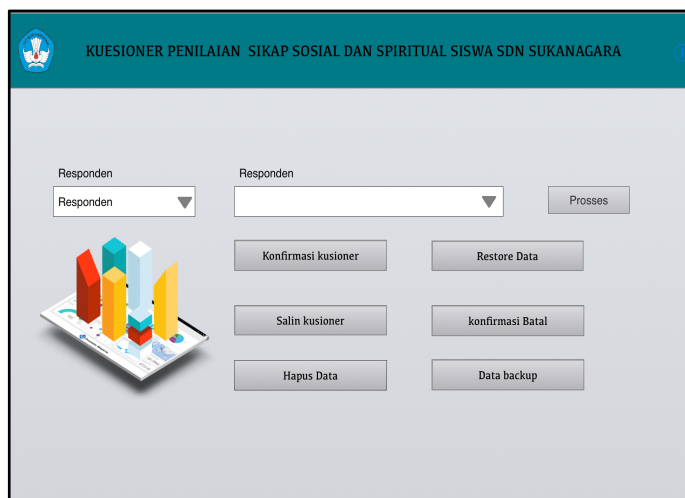 KUESIONER PENILAIAN SIKAP SOSIAL DAN SPIRITUAL SISWA SDN SUKANAGARA
Responden
Responden
Responden
Prosses
Konfirmasi kusioner
Restore Data
Salin kusioner
konfirmasi Batal
Hapus Data
Data backup